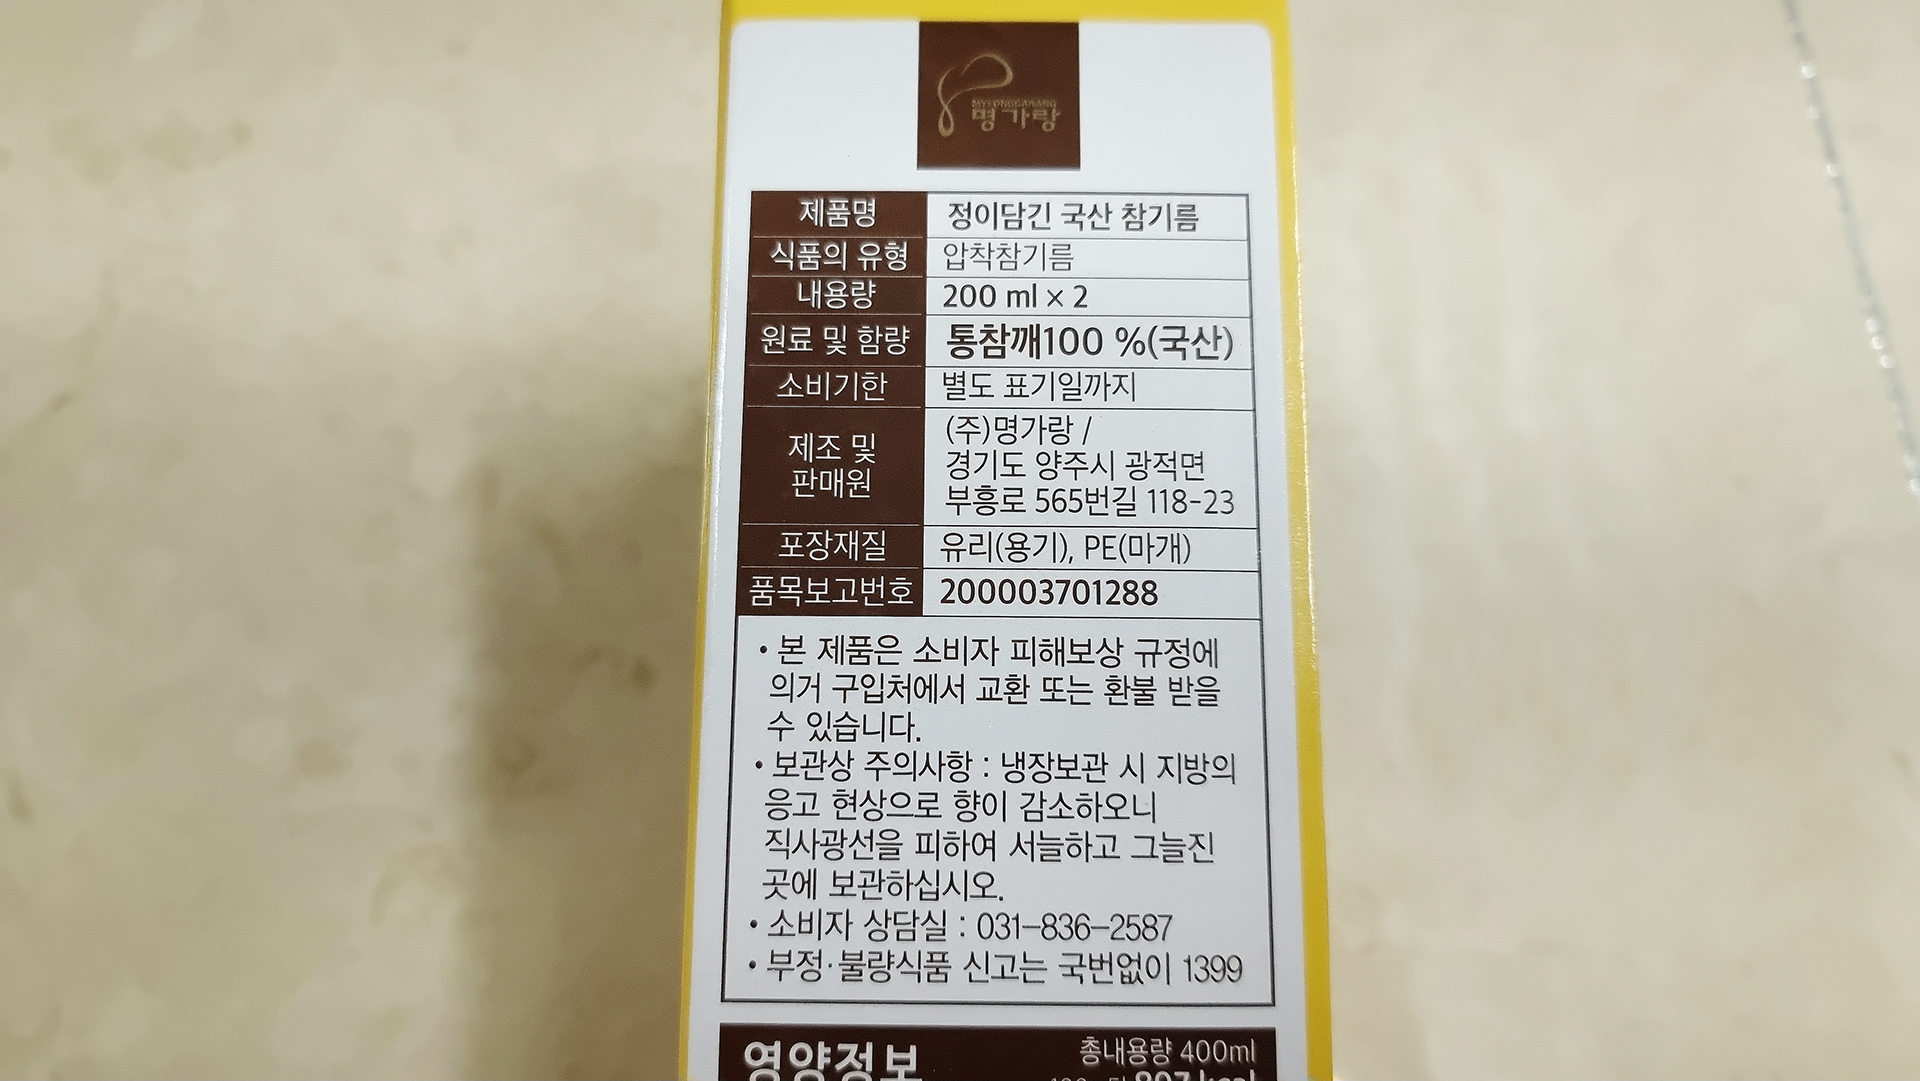 MYEONGGARANG
명가랑
제품명 정이담긴 국산 참기름
식품의 유형 압착참기름
내용량 200 ml × 2
원료 및 함량 통참깨100 %(국산)
소비기한 별도 표기일까지
제조 및 판매원 (주)명가랑 /
경기도 양주시 광적면
부흥로 565번길 118-23
포장재질 유리(용기), PE(마개)
품목보고번호 200003701288
• 본 제품은 소비자 피해보상 규정에
의거 구입처에서 교환 또는 환불 받을
수 있습니다.
• 보관상 주의사항 : 냉장보관 시 지방의
응고 현상으로 향이 감소하오니
직사광선을 피하여 서늘하고 그늘진
곳에 보관하십시오.
• 소비자 상담실 : 031-836-2587
• 부정·불량식품 신고는 국번없이 1399
영양정보 총내용량 400ml